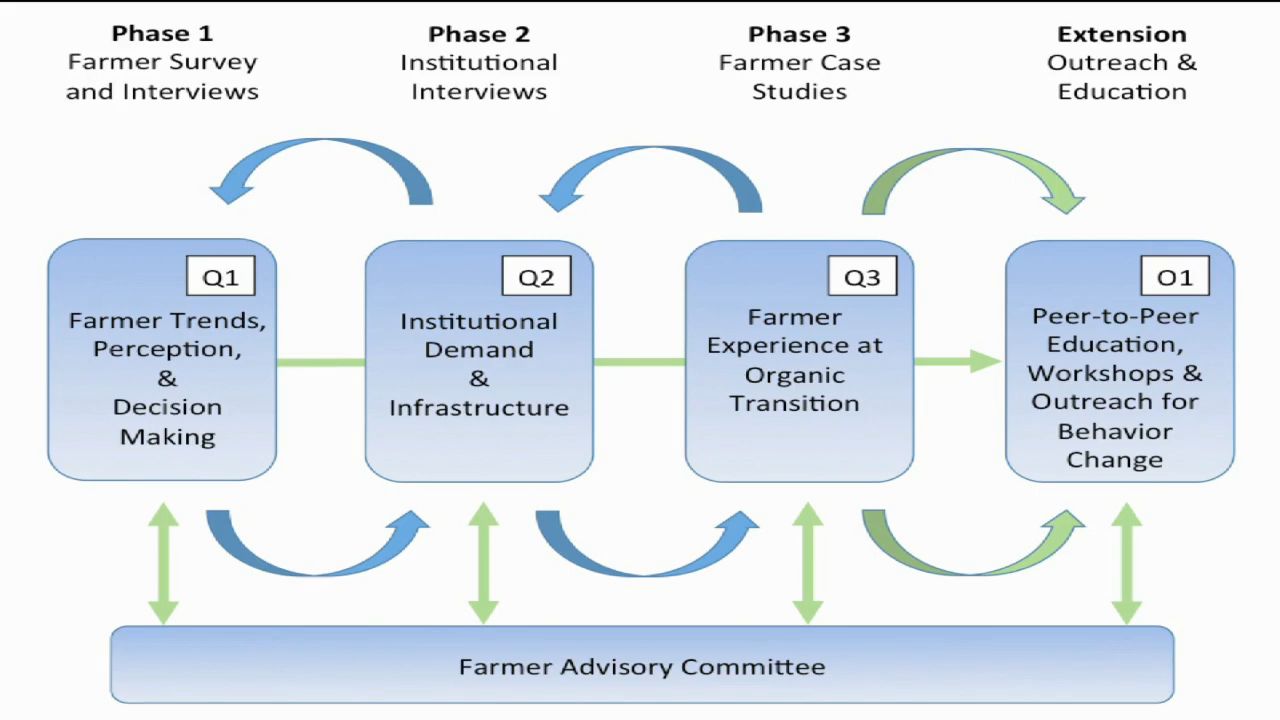 Phase 1
Farmer Survey
and Interviews
Phase 2
Institutional
Interviews
Phase 3
Farmer Case
Studies
Extension
Outreach &
Education
Q1
Farmer Trends,
Perception,
&
Decision
Making
Q2
Institutional
Demand
&
Infrastructure
Q3
Farmer
Experience at
Organic
Transition
O1
Peer-to-Peer
Education,
Workshops &
Outreach for
Behavior
Change
Farmer Advisory Committee